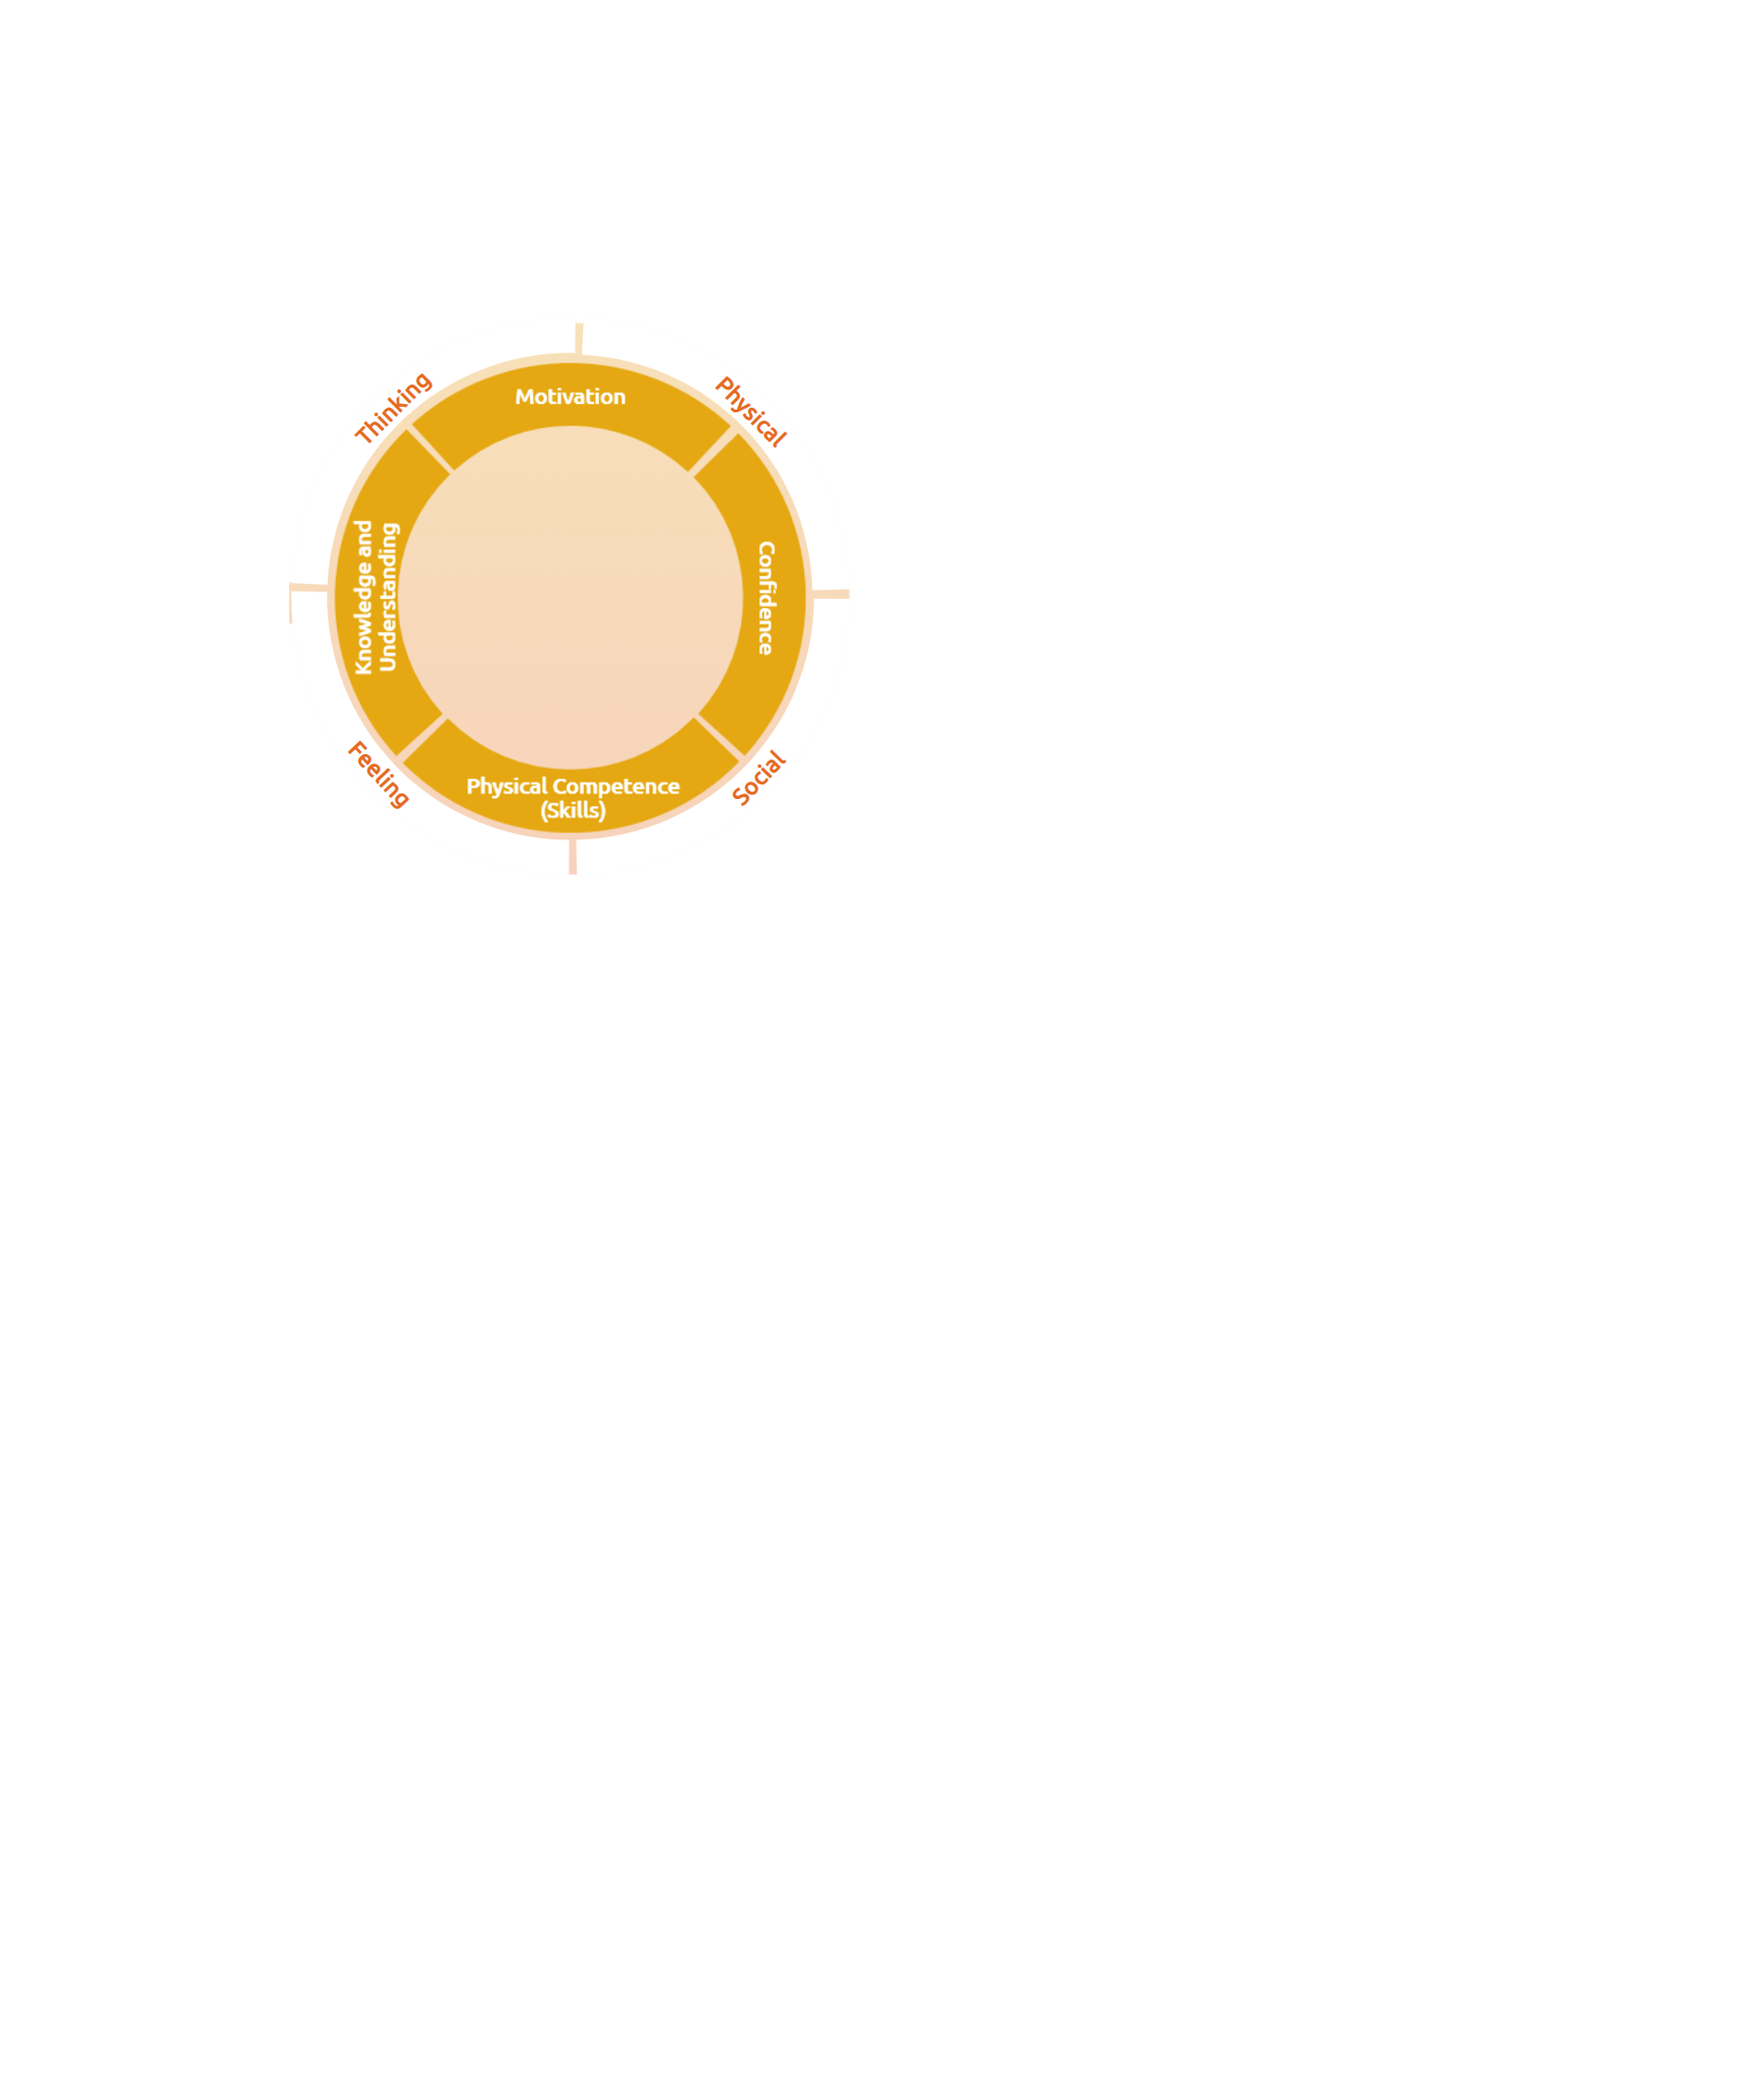 Thinking
Motivation
Physical
Knowledge and
Understanding
Confidence
Feeling
Physical Competence
(Skills)
Social